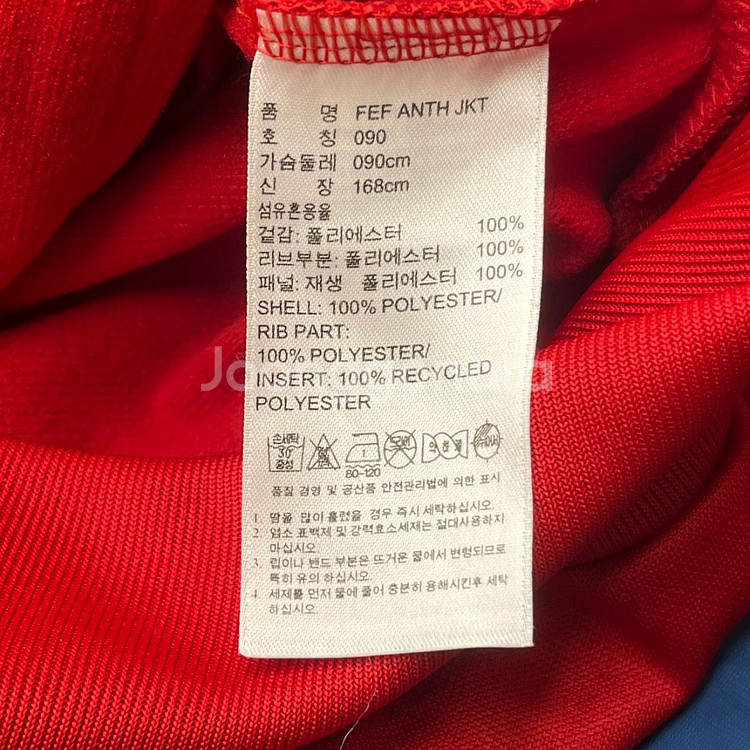 품 명 FEF ANTH JKT
호 칭 090
가슴둘레 090cm
신 장 168cm
섬유혼용율
겉감: 폴리에스터 100%
리브부분: 폴리에스터 100%
패널: 재생 폴리에스터 100%
SHELL: 100% POLYESTER/
RIB PART:
100% POLYESTER/
INSERT: 100% RECYCLED
POLYESTER
손세탁
30
중성
80-120
품질 경영 및 공산품 안전관리법에 의한 표시
1. 땀을 많이 흘렸을 경우 즉시 세탁하십시오.
2. 염소 표백제 및 강력효소세제는 절대사용하지
마십시오.
3. 립이나 밴드 부분은 뜨거운 물에서 변형되므로
특히 유의 하십시오.
4. 세제를 먼저 물에 풀어 충분히 용해시킨후 세탁
하십시오.